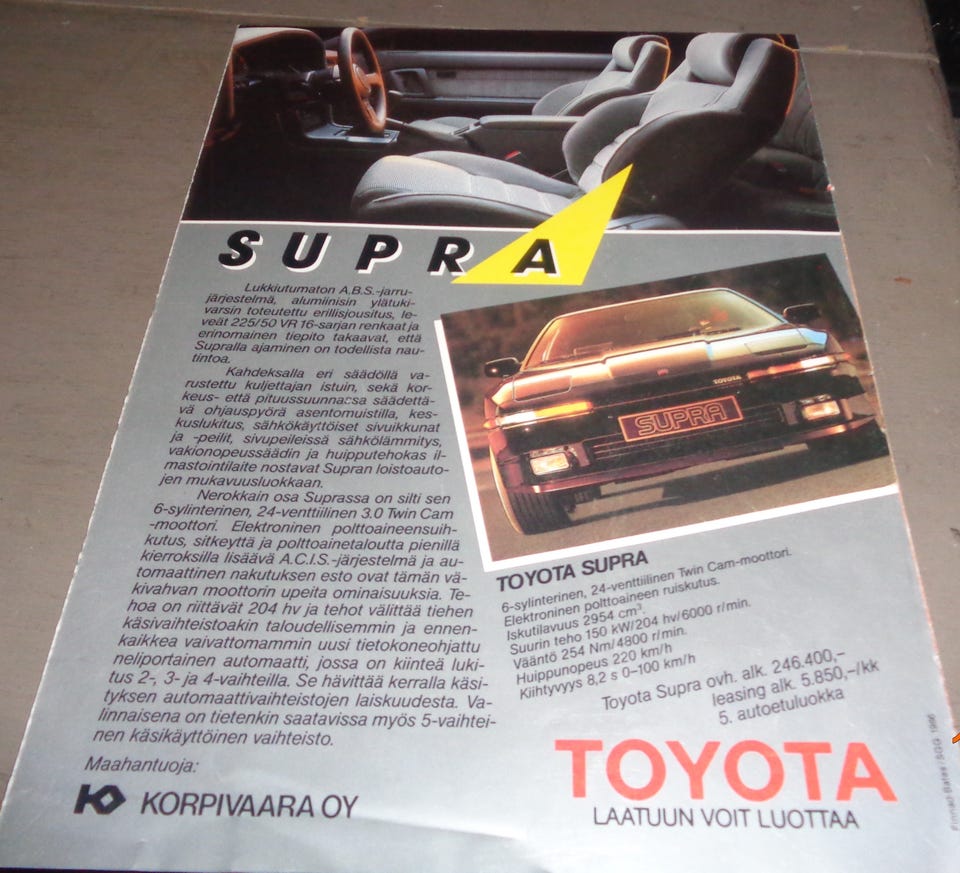 SUPRA
Lukkiutumaton A.B.S.-jarru-
järjestelmä, alumiinisin ylätuki-
varsin toteutettu erillisjousitus, le-
veät 225/50 VR 16-sarjan renkaat ja
erinomainen tiepito takaavat, että
Supralla ajaminen on todellista nau-
tintoa.
Kahdeksalla eri säädöllä va-
rustettu kuljettajan istuin, sekä kor-
keus- että pituussuunnassa säädettä-
vä ohjauspyörä asentomuistilla, kes-
kuslukitus, sähkökäyttöiset sivuikkunat
ja -peilit, sivupeileissä sähkölämmitys,
vakionopeussäädin ja huipputehokas il-
mastointilaite nostavat Supran loistoauto-
jen mukavuusluokkaan.
Nerokkain osa Suprassa on silti sen
6-sylinterinen, 24-venttiilinen 3.0 Twin Cam
-moottori. Elektroninen polttoaineensuih-
kutus, sitkeyttä ja polttoainetaloutta pienillä
kierroksilla lisäävä A.C.I.S.-järjestelmä ja au-
tomaattinen nakutuksen esto ovat tämän vä-
kivahvan moottorin upeita ominaisuuksia. Te-
hoa on riittävät 204 hv ja tehot välittää tiehen
käsivaihteistoakin taloudellisemmin ja ennen-
kaikkea vaivattomammin uusi tietokoneohjattu
neliportainen automaatti, jossa on kiinteä luki-
tus 2-, 3- ja 4-vaihteilla. Se hävittää kerralla käsi-
tyksen automaattivaihteistojen laiskuudesta. Va-
linnaisena on tietenkin saatavissa myös 5-vaihtei-
nen käsikäyttöinen vaihteisto.
Maahantuoja:
KORPIVAARA OY
TOYOTA
SUPRA
TOYOTA SUPRA
6-sylinterinen, 24-venttiilinen Twin Cam-moottori.
Elektroninen polttoaineen ruiskutus.
Iskutilavuus 2954 cm³.
Suurin teho 150 kW/204 hv/6000 r/min.
Vääntö 254 Nm/4800 r/min.
Huippunopeus 220 km/h
Kiihtyvyys 8,2 s 0–100 km/h
Toyota Supra ovh. alk. 246.400,–
leasing alk. 5.850,–/kk
5. autoetuluokka
TOYOTA
LAATUUN VOIT LUOTTAA
Finnad-Bates/SGG 1986